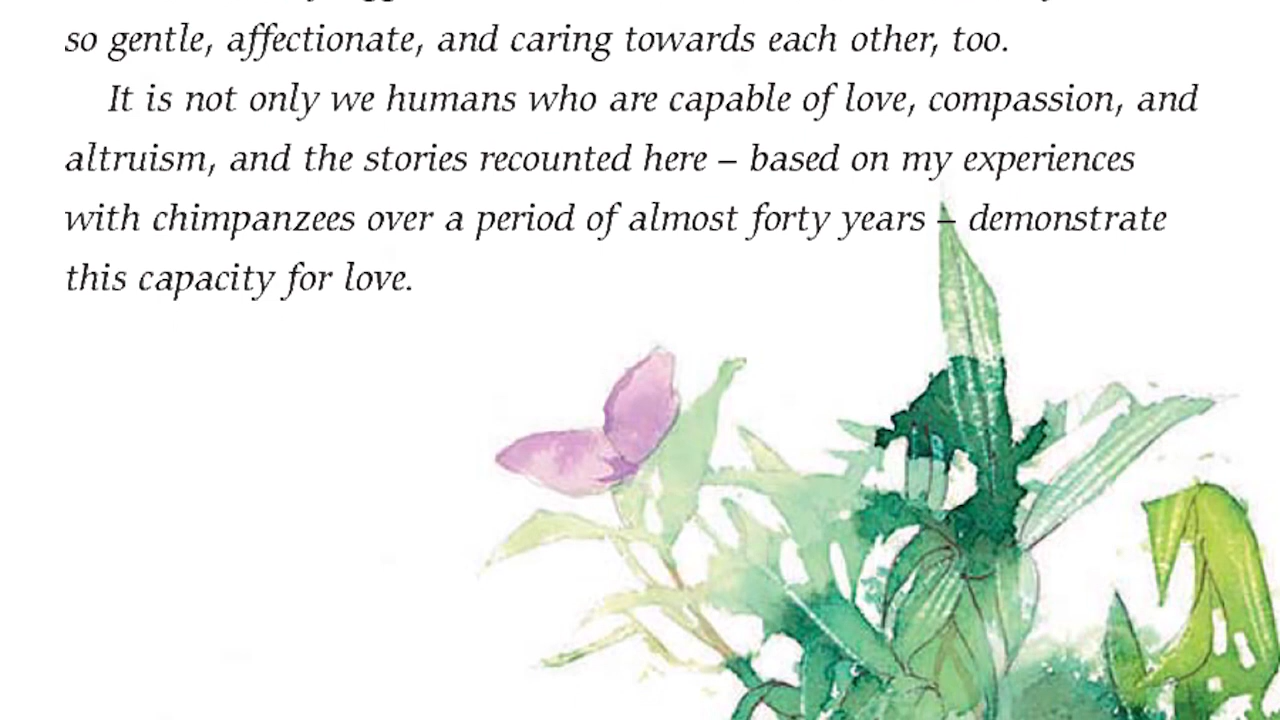 so gentle, affectionate, and caring towards each other, too.
It is not only we humans who are capable of love, compassion, and
altruism, and the stories recounted here – based on my experiences
with chimpanzees over a period of almost forty years – demonstrate
this capacity for love.